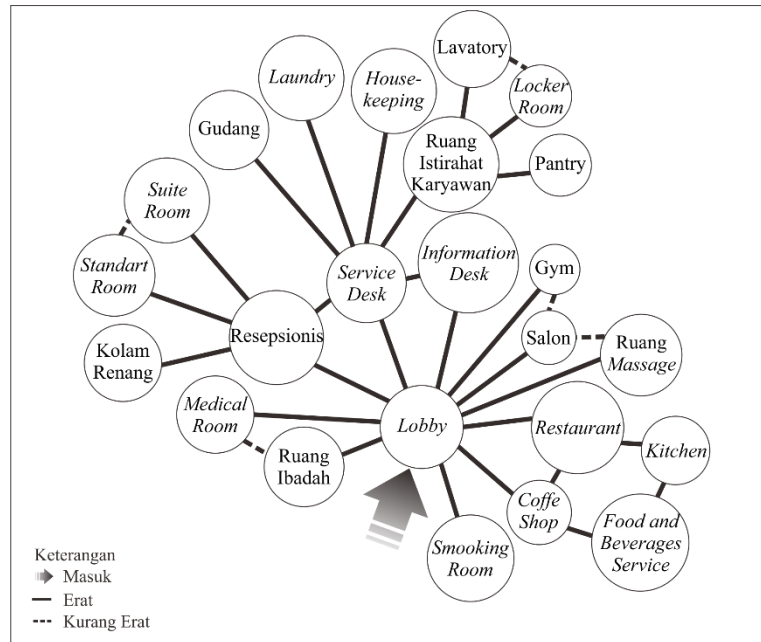 Lavatory
Laundry
House-
keeping
Locker
Room
Gudang
Ruang
Istirahat
Karyawan
Pantry
Suite
Room
Standart
Room
Service
Desk
Information
Desk
Gym
Resepsionis
Salon
Kolam
Renang
Ruang
Massage
Medical
Room
Lobby
Restaurant
Kitchen
Ruang
Ibadah
Coffe
Shop
Food and
Beverages
Service
Smooking
Room
Keterangan
Masuk
Erat
Kurang Erat